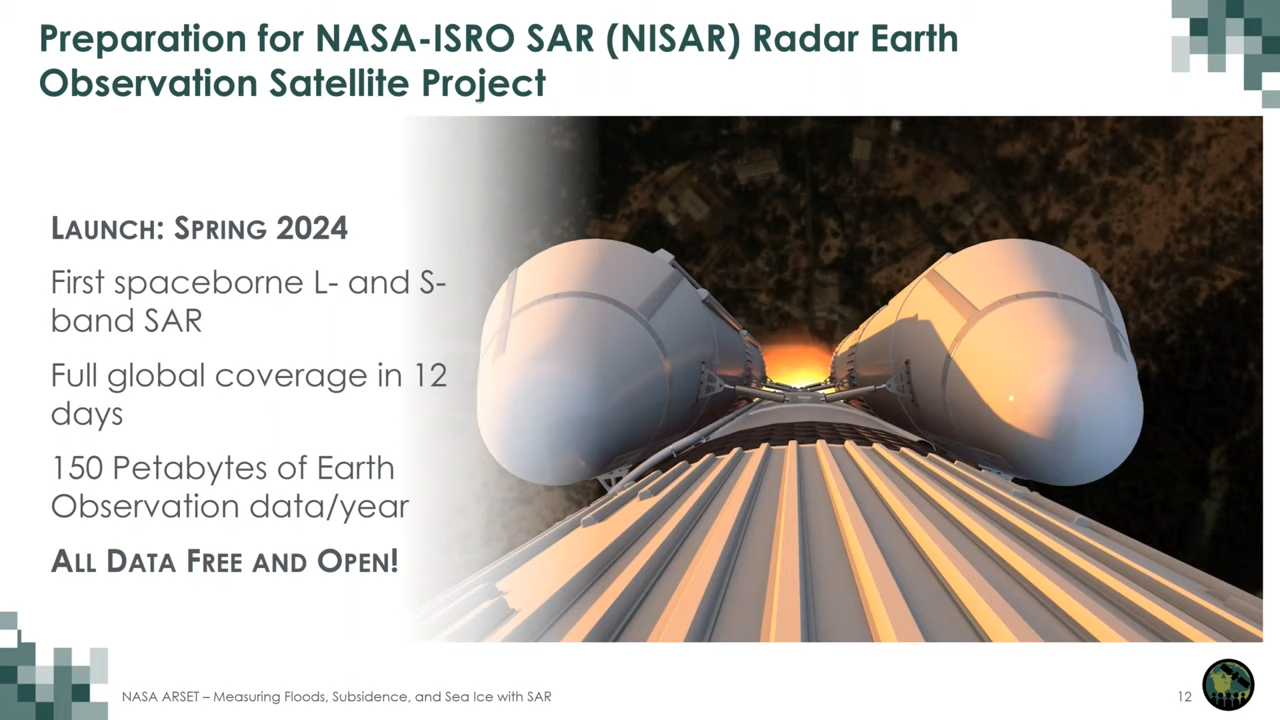 Preparation for NASA-ISRO SAR (NISAR) Radar Earth
Observation Satellite Project
LAUNCH: SPRING 2024
First spaceborne L- and S-
band SAR
Full global coverage in 12
days
150 Petabytes of Earth
Observation data/year
ALL DATA FREE AND OPEN!
NASA ARSET – Measuring Floods, Subsidence, and Sea Ice with SAR
12